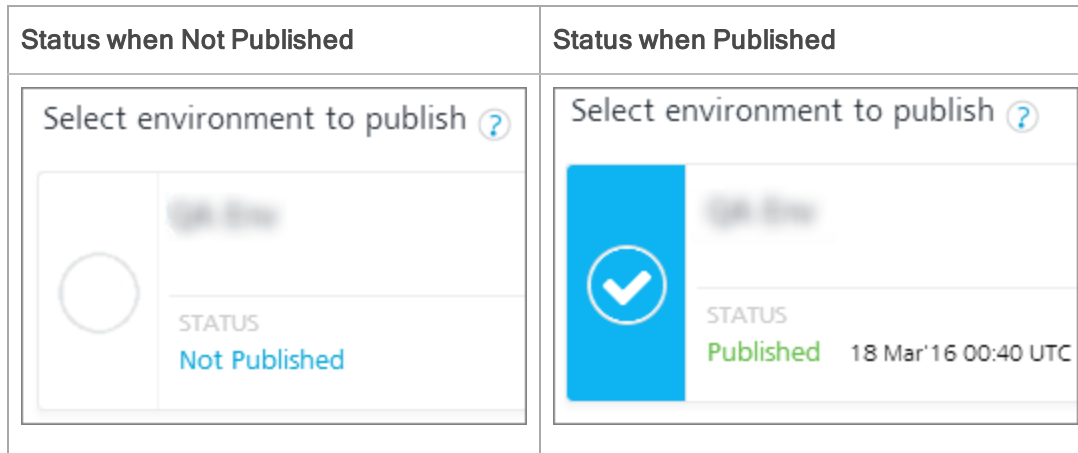 Status when Not Published
Status when Published
Select environment to publish ?
STATUS
Not Published
Select environment to publish ?
STATUS
Published 18 Mar'16 00:40 UTC